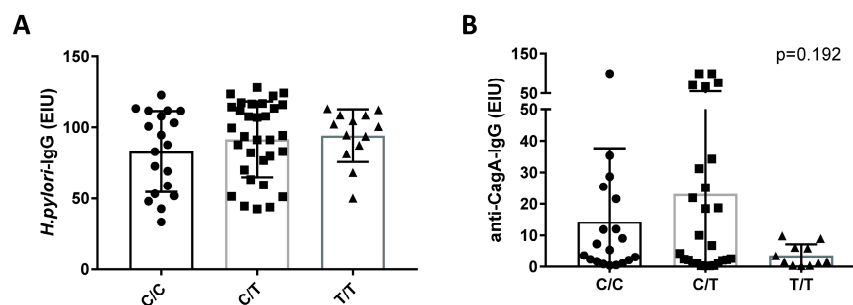 A
H.pylori-IgG (EIU)
150
100
50
0
C/C
C/T
T/T
B
p=0.192
anti-CagA-IgG (EIU)
150
50
50
40
30
20
10
0
C/C
C/T
T/T